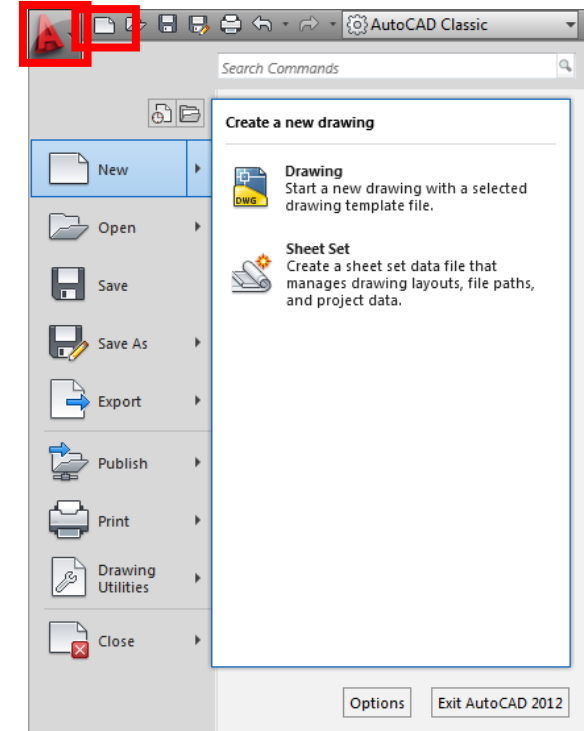 AutoCAD Classic
Search Commands
Create a new drawing
New
Drawing
Start a new drawing with a selected
drawing template file.
Open
Sheet Set
Create a sheet set data file that
manages drawing layouts, file paths,
and project data.
Save
Save As
Export
Publish
Print
Drawing
Utilities
Close
Options
Exit AutoCAD 2012
DWG